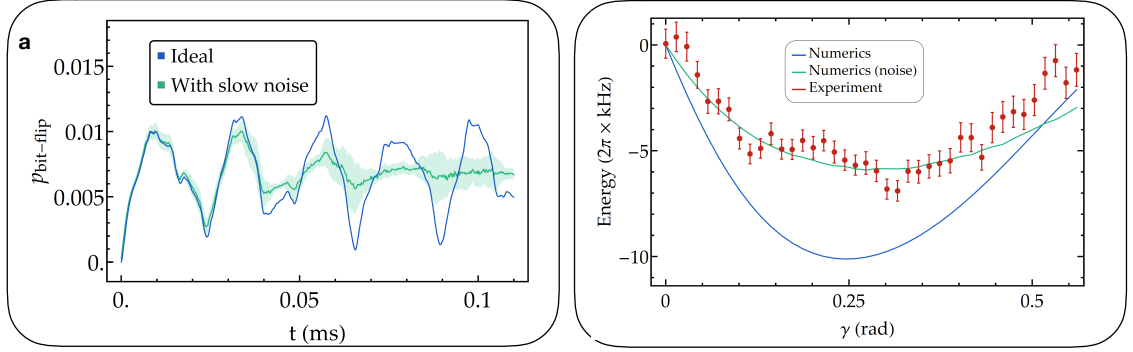 a
Ideal
With slow noise
0.015
0.01
0.005
0.
p_bit−flip
0.
0.05
0.1
t (ms)
Numerics
Numerics (noise)
Experiment
0
−5
−10
Energy (2π × kHz)
0
0.25
0.5
γ (rad)